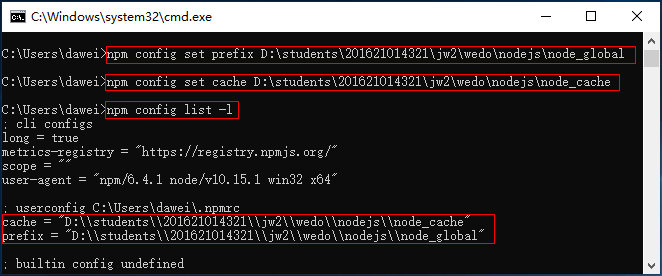 C:\Windows\system32\cmd.exe
C:\Users\dawei>npm config set prefix D:\students\201621014321\jw2\wedo\nodejs\node_global
C:\Users\dawei>npm config set cache D:\students\201621014321\jw2\wedo\nodejs\node_cache
C:\Users\dawei>npm config list -l
; cli configs
long = true
metrics-registry = "https://registry.npmjs.org/"
scope = ""
user-agent = "npm/6.4.1 node/v10.15.1 win32 x64"
; userconfig C:\Users\dawei\.npmrc
cache = "D:\\students\\201621014321\\jw2\\wedo\\nodejs\\node_cache"
prefix = "D:\\students\\201621014321\\jw2\\wedo\\nodejs\\node_global"
; builtin config undefined